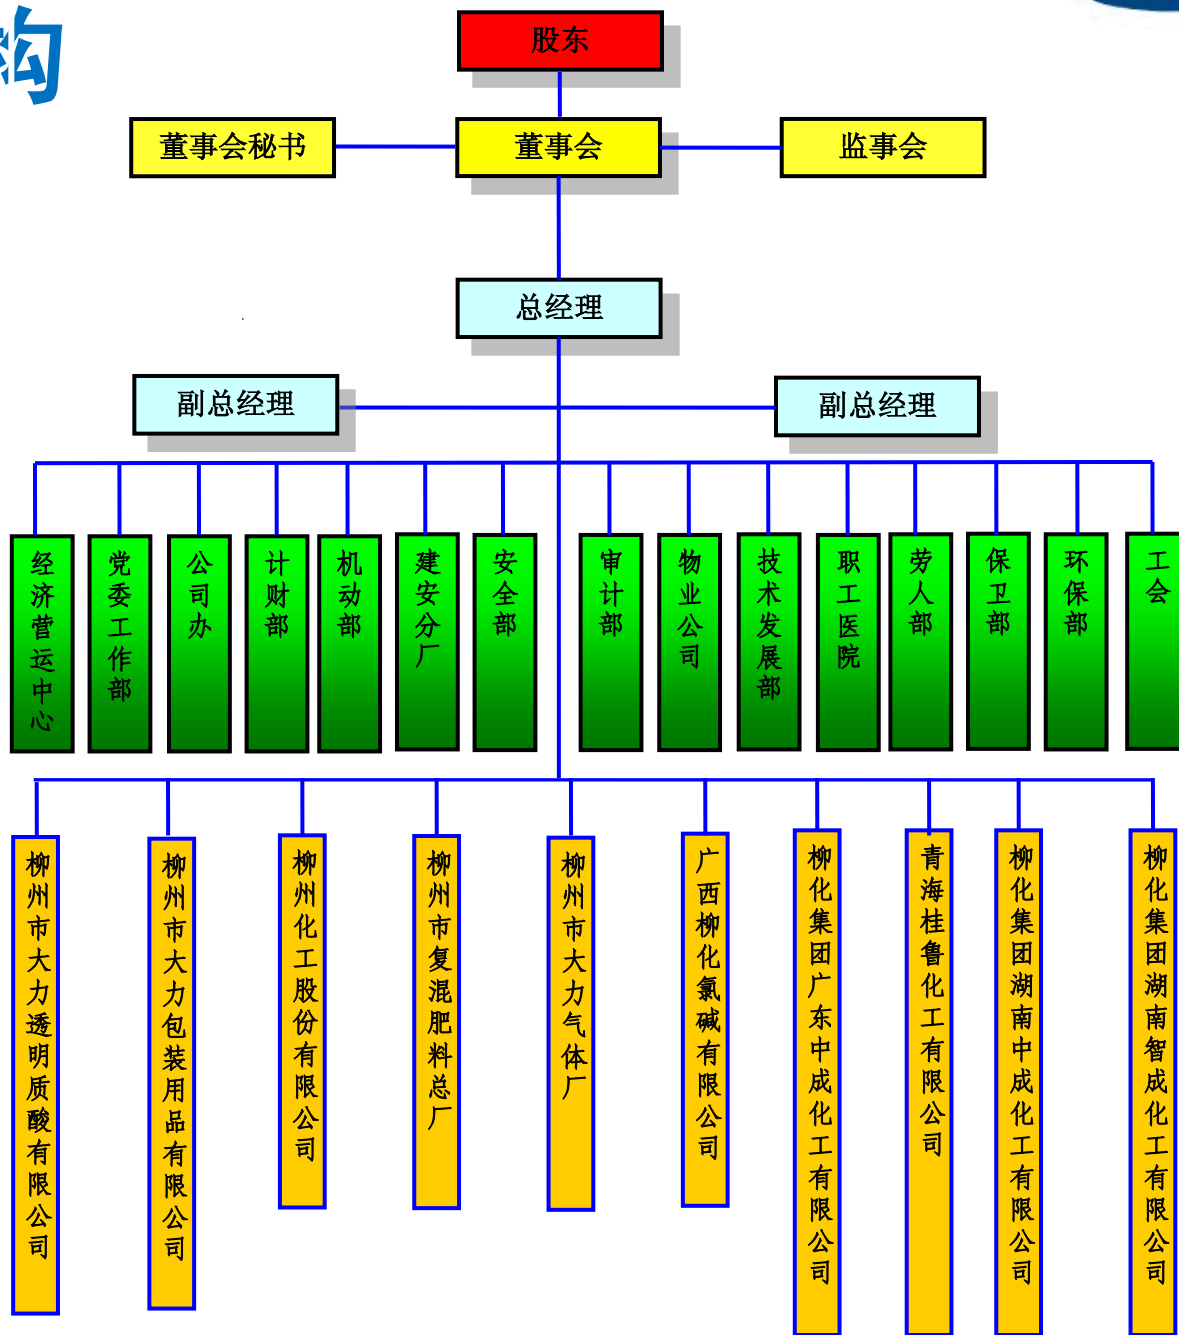 构
股东
董事会秘书
董事会
监事会
总经理
副总经理
副总经理
经济营运中心
党委工作部
公司办
计财部
机动部
建安分厂
安全部
审计部
物业公司
技术发展部
职工医院
劳人部
保卫部
环保部
工会
柳州市大力透明质酸有限公司
柳州市大力包装用品有限公司
柳州化工股份有限公司
柳州市复混肥料总厂
柳州市大力气体厂
广西柳化氯碱有限公司
柳化集团广东中成化工有限公司
青海桂鲁化工有限公司
柳化集团湖南中成化工有限公司
柳化集团湖南智成化工有限公司